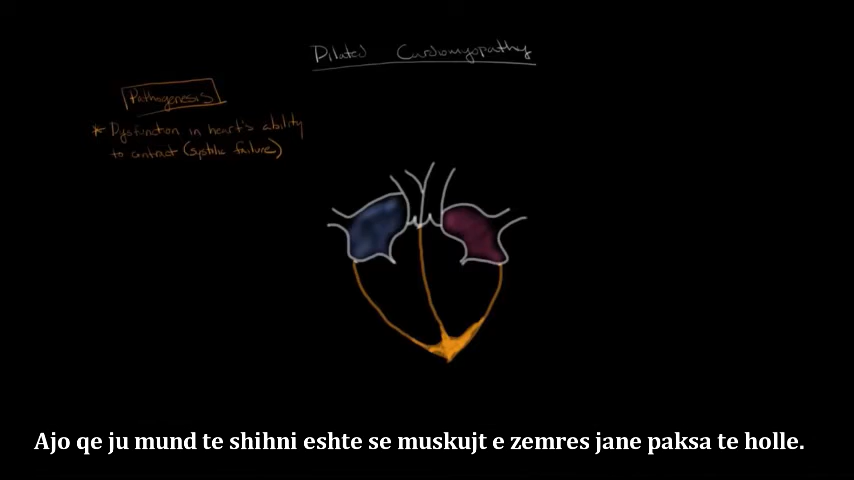 Dilated Cardiomyopathy
Pathogenesis
* Dysfunction in heart's ability
to contract (systolic failure)
Ajo qe ju mund te shihni eshte se muskujt e zemres jane paksa te holle.